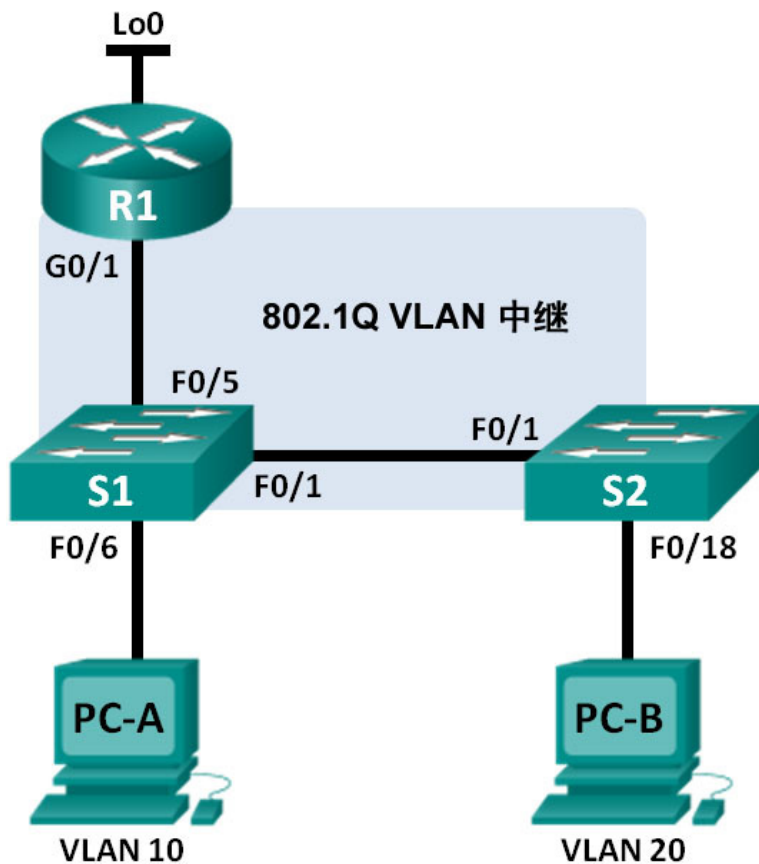 Lo0
R1
G0/1
802.1Q VLAN 中继
F0/5
F0/1
S1
F0/1
S2
F0/6
F0/18
PC-A
PC-B
VLAN 10
VLAN 20